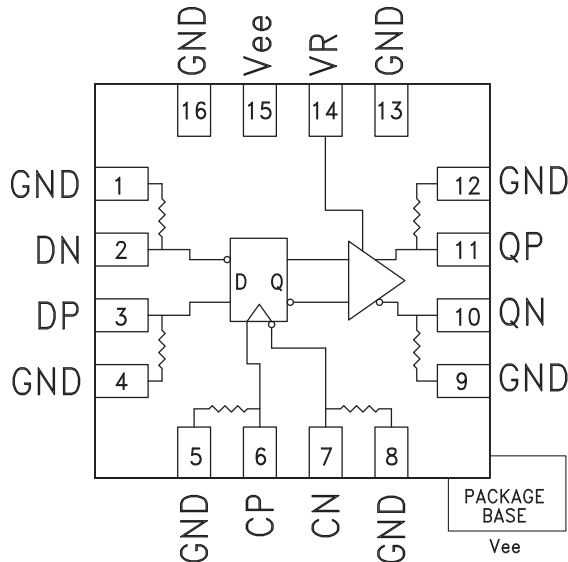 GND
Vee
VR
GND
16
15
14
13
GND
1
12
GND
DN
2
11
QP
D
Q
DP
3
10
QN
GND
4
9
GND
5
6
7
8
GND
CP
CN
GND
PACKAGE
BASE
Vee